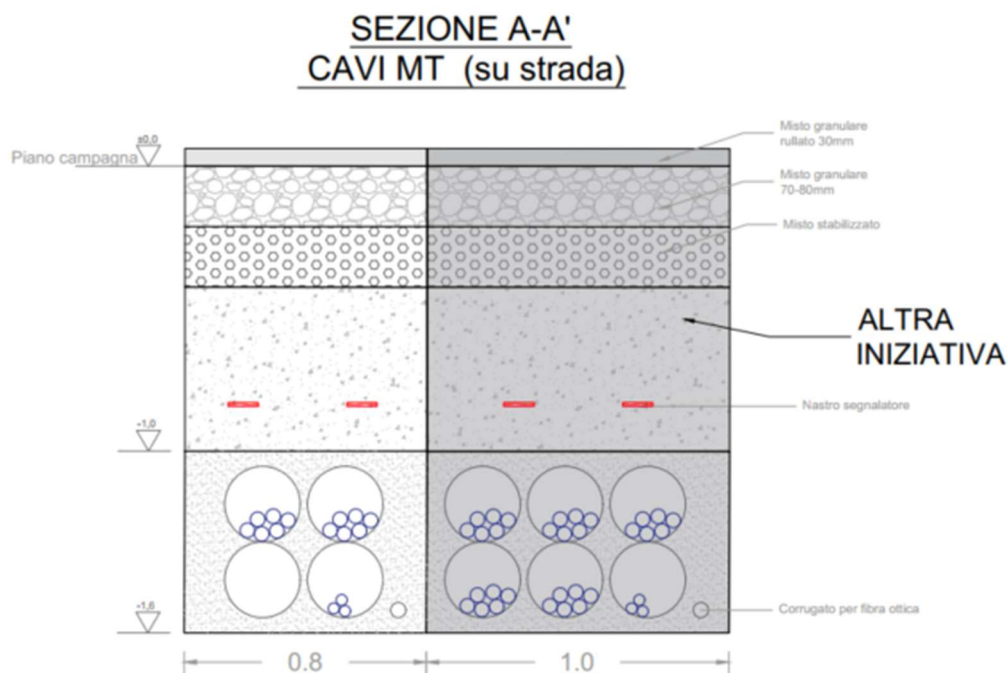 SEZIONE A-A'
CAVI MT (su strada)
Misto granulare
rullato 30mm
±0,0
Piano campagna
Misto granulare
70-80mm
Misto stabilizzato
ALTRA
INIZIATIVA
Nastro segnalatore
-1,0
-1,6
Corrugato per fibra ottica
0.8
1.0